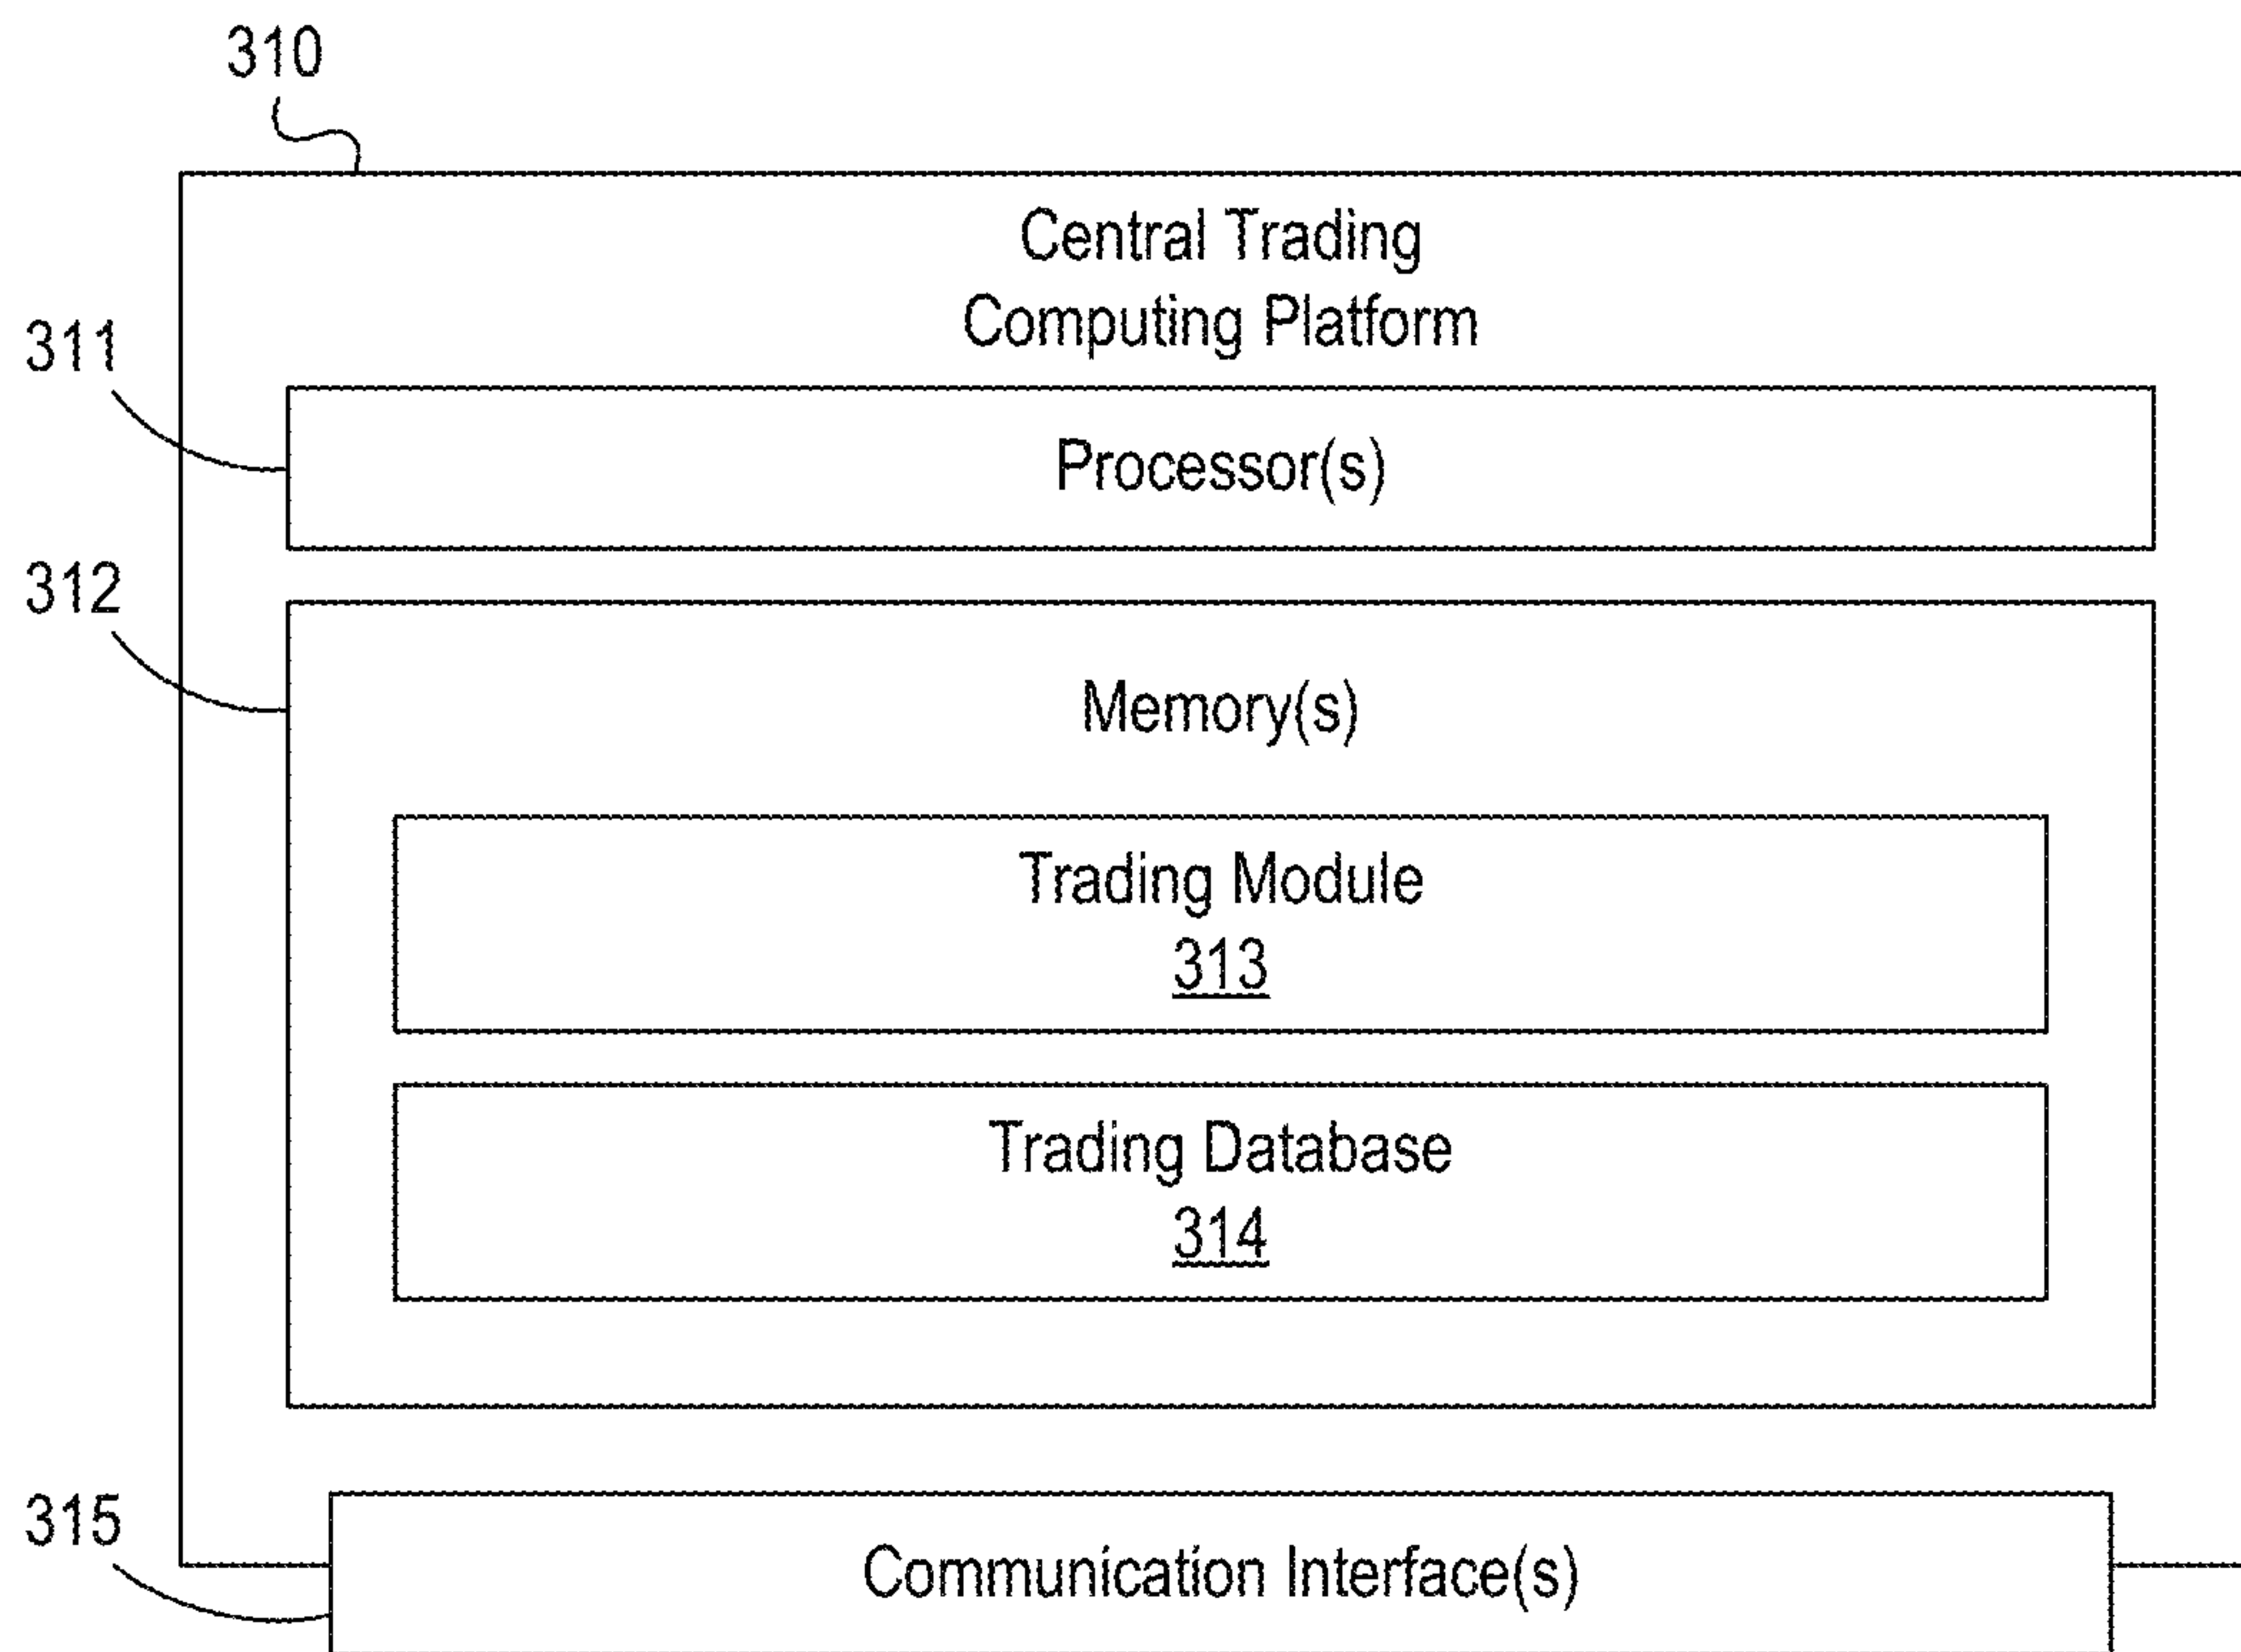 310
Central Trading
Computing Platform
311
Processor(s)
312
Memory(s)
Trading Module
313
Trading Database
314
315
Communication Interface(s)